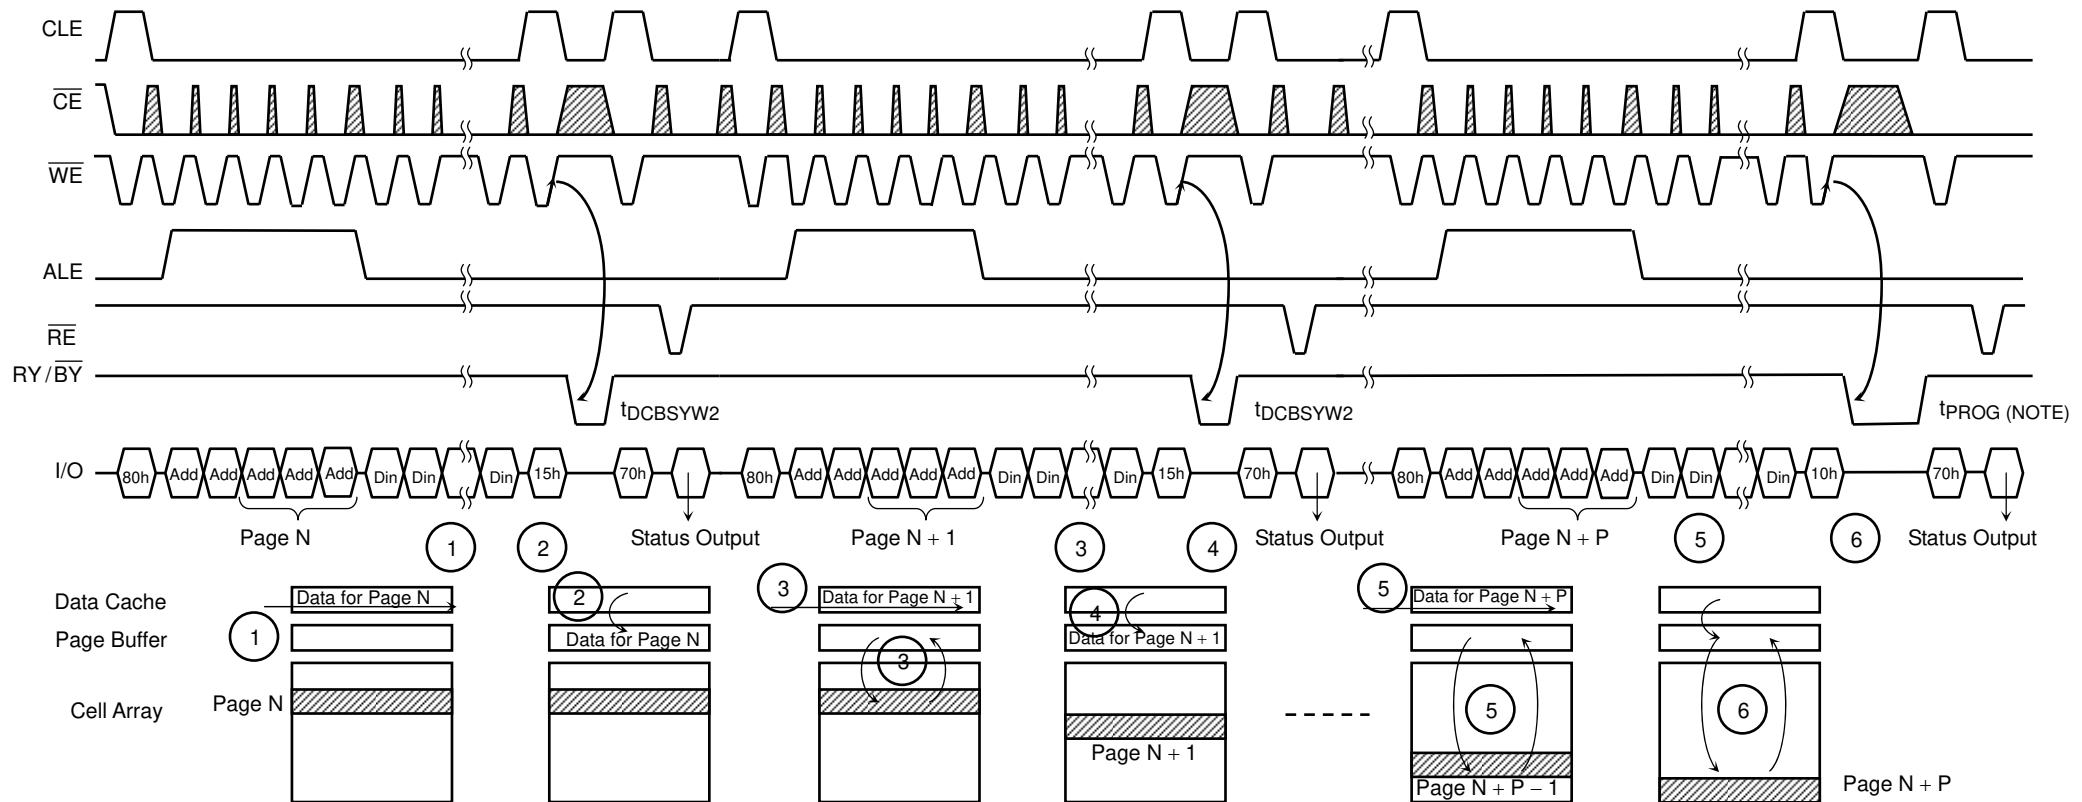 CLE
CE
WE
ALE
RE
RY / BY
tDCBSYW2 tDCBSYW2 tPROG (NOTE)
I/O 80h Add Add Add Add Add Din Din Din 15h 70h 80h Add Add Add Add Add Din Din Din 15h 70h 80h Add Add Add Add Add Din Din Din 10h 70h
Page N 1 2 Status Output Page N + 1 3 4 Status Output Page N + P 5 6 Status Output
Data Cache Data for Page N 2 3 Data for Page N + 1 4 5 Data for Page N + P
Page Buffer 1 Data for Page N 3 Data for Page N + 1
Cell Array Page N 5 6
Page N + 1
Page N + P − 1 Page N + P